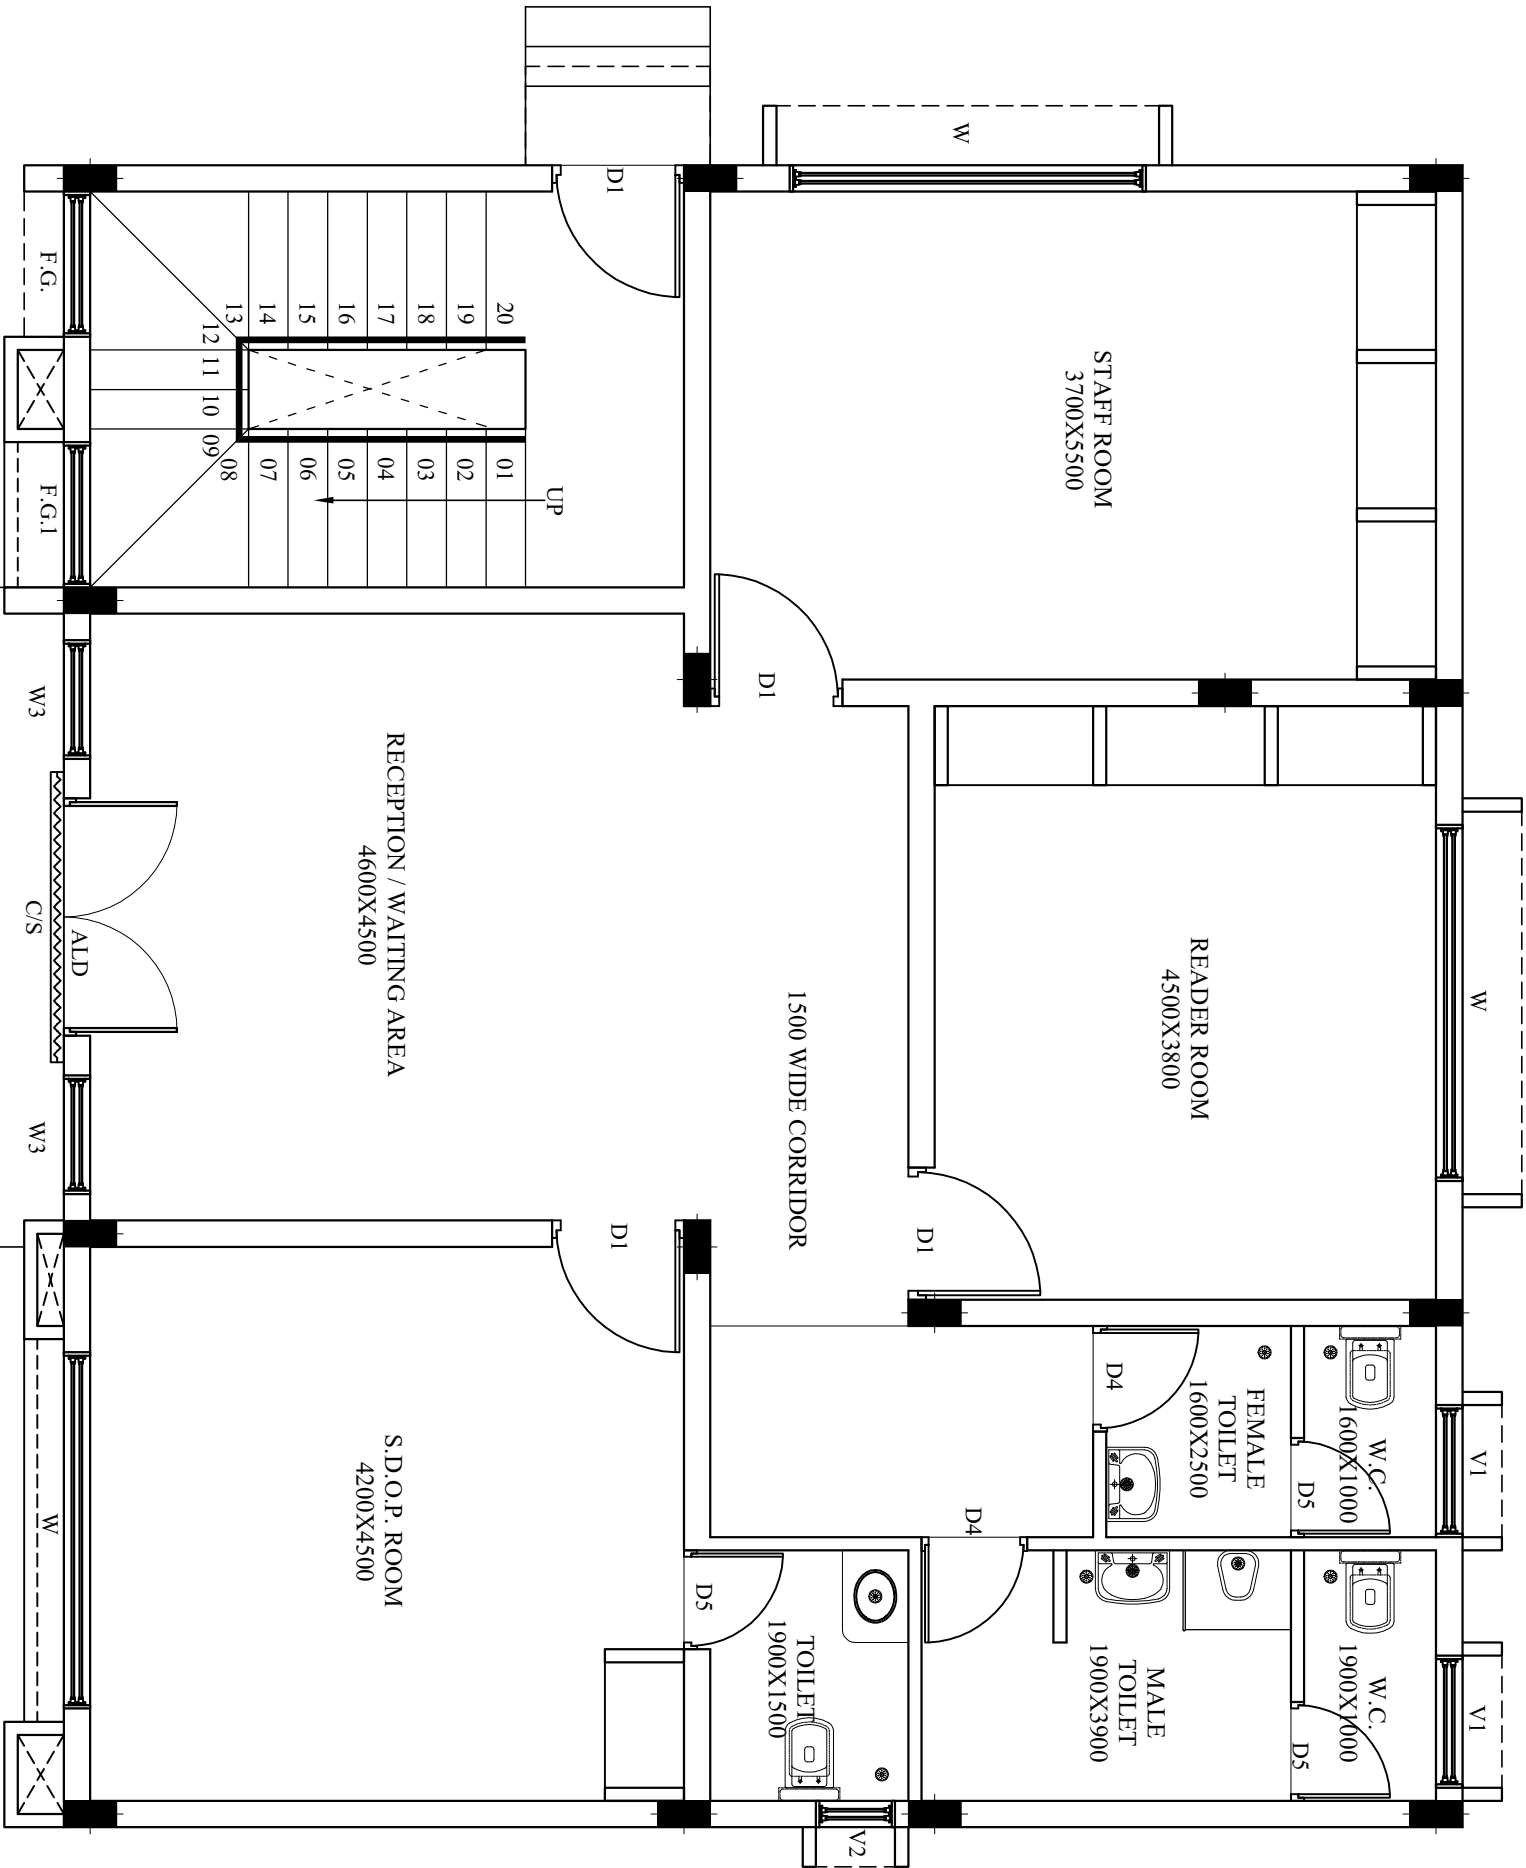 STAFF ROOM
3700X5500
READER ROOM
4500X3800
W
W
D1
D1
D1
D1
1500 WIDE CORRIDOR
W.C.
1600X1000
V1
D5
FEMALE
TOILET
1600X2500
D4
W.C.
1900X1000
V1
D5
MALE
TOILET
1900X3900
D4
TOILET
1900X1500
D5
V2
20
19
18
17
16
15
14
13
12
11
10
09
08
07
06
05
04
03
02
01
UP
RECEPTION / WAITING AREA
4600X4500
S.D.O.P. ROOM
4200X4500
F.G.
F.G.1
W3
C/S
ALD
W3
W